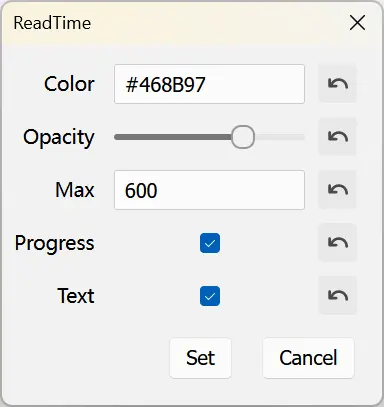 ReadTime
Color #468B97
Opacity
Max 600
Progress
Text
Set Cancel